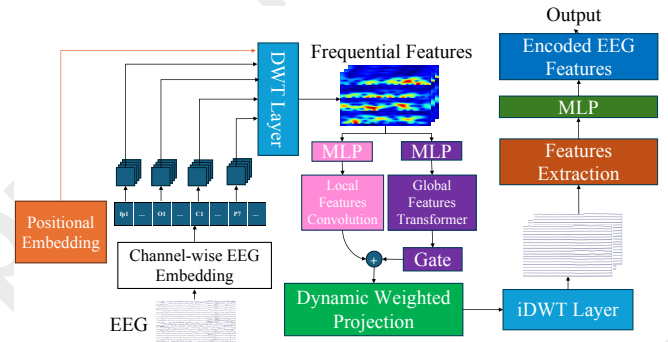 Output
Encoded EEG
Features
MLP
Features
Extraction
Frequential Features
DWT Layer
MLP
MLP
Local
Features
Convolution
Global
Features
Transformer
Gate
+
Dynamic Weighted
Projection
iDWT Layer
Positional
Embedding
fp1 ... O1 ... C1 ... P7 ...
Channel-wise EEG
Embedding
EEG